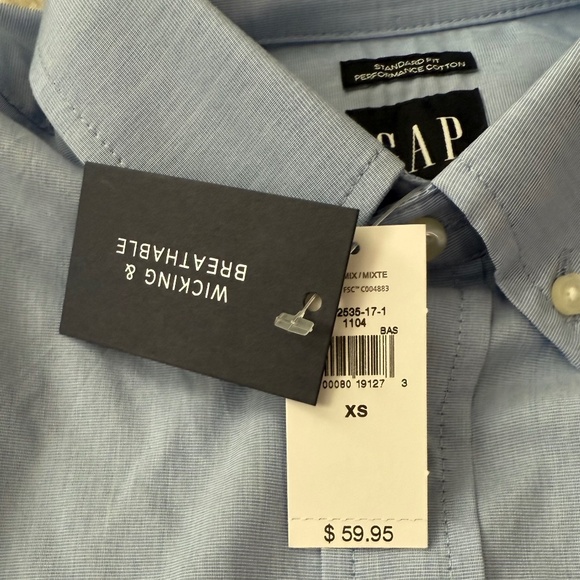 STANDARD FIT
PERFORMANCE COTTON
GAP
WICKING &
BREATHABLE
MIX / MIXTE
FSC™ C004883
2535-17-1
1104
BAS
00080 19127 3
XS
$ 59.95